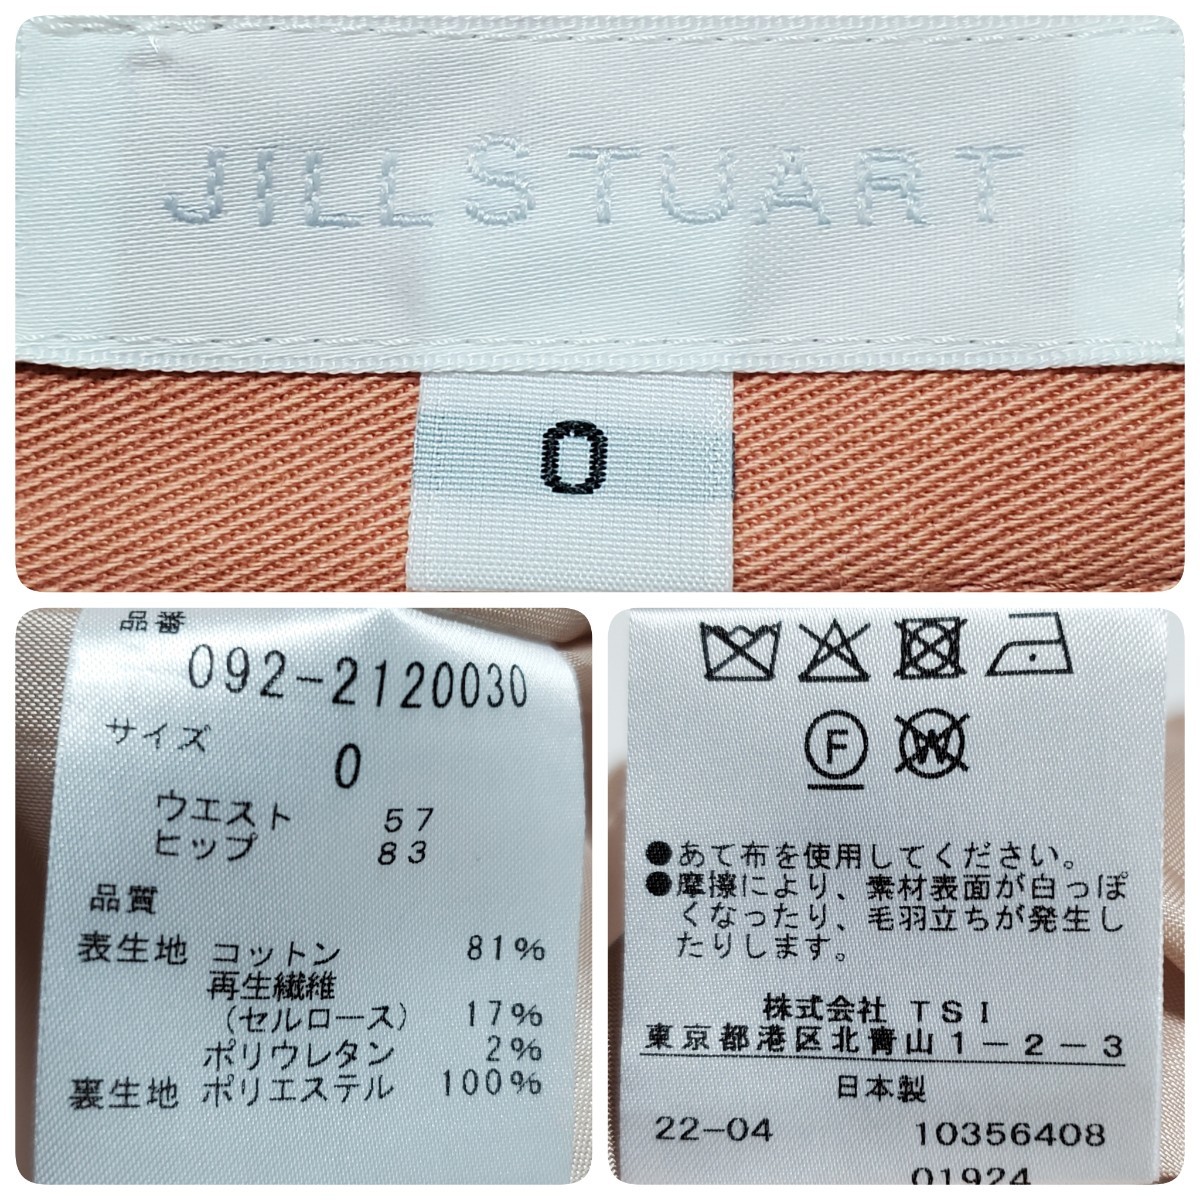 JILLSTUART
0
品番
092-2120030
サイズ
0
ウエスト 57
ヒップ 83
品質
表生地 コットン 81%
再生繊維
(セルロース) 17%
ポリウレタン 2%
裏生地 ポリエステル 100%
F W
●あて布を使用してください。
●摩擦により、素材表面が白っぽ
くなったり、毛羽立ちが発生し
たりします。
株式会社 TSI
東京都港区北青山1-2-3
日本製
22-04 10356408
01924